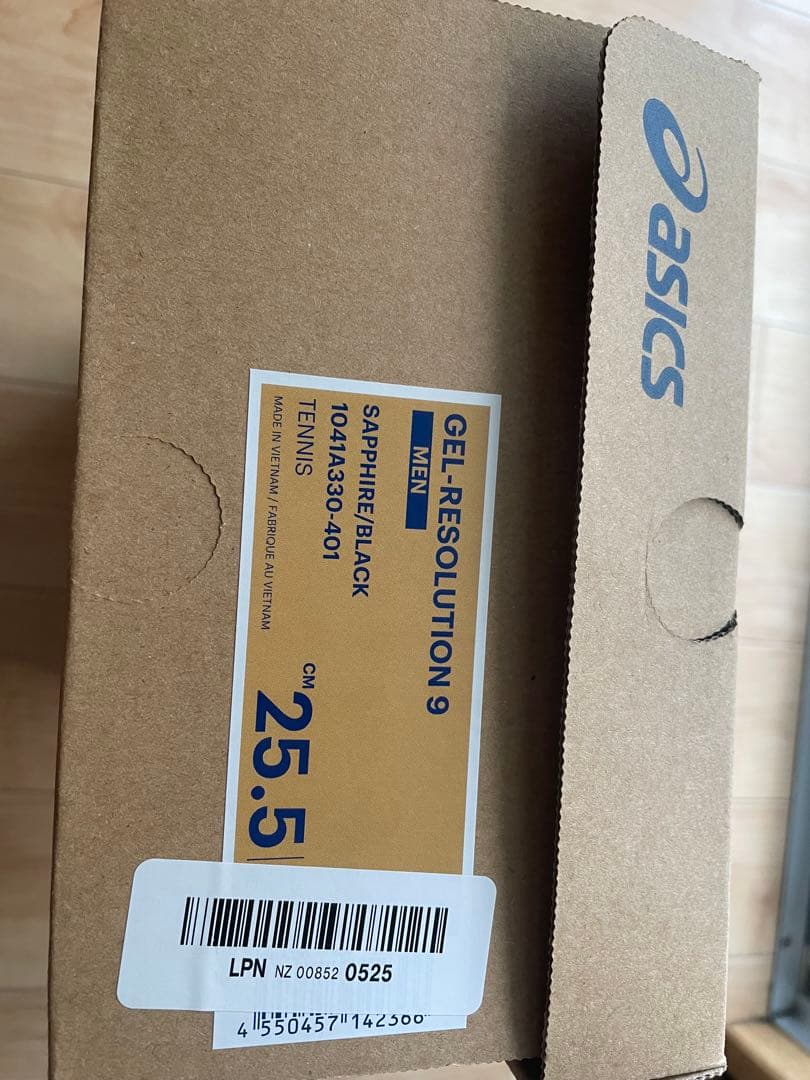 asics
GEL-RESOLUTION 9
MEN
SAPPHIRE/BLACK
1041A330-401
TENNIS
MADE IN VIETNAM / FABRIQUE AU VIETNAM
CM
25.5
LPN NZ 00852 0525
4 550457 142366